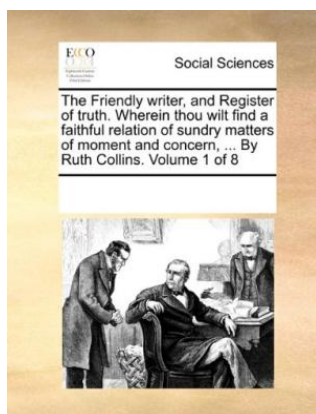 ECCO
Social Sciences
The Friendly writer, and Register
of truth. Wherein thou wilt find a
faithful relation of sundry matters
of moment and concern, ... By
Ruth Collins. Volume 1 of 8